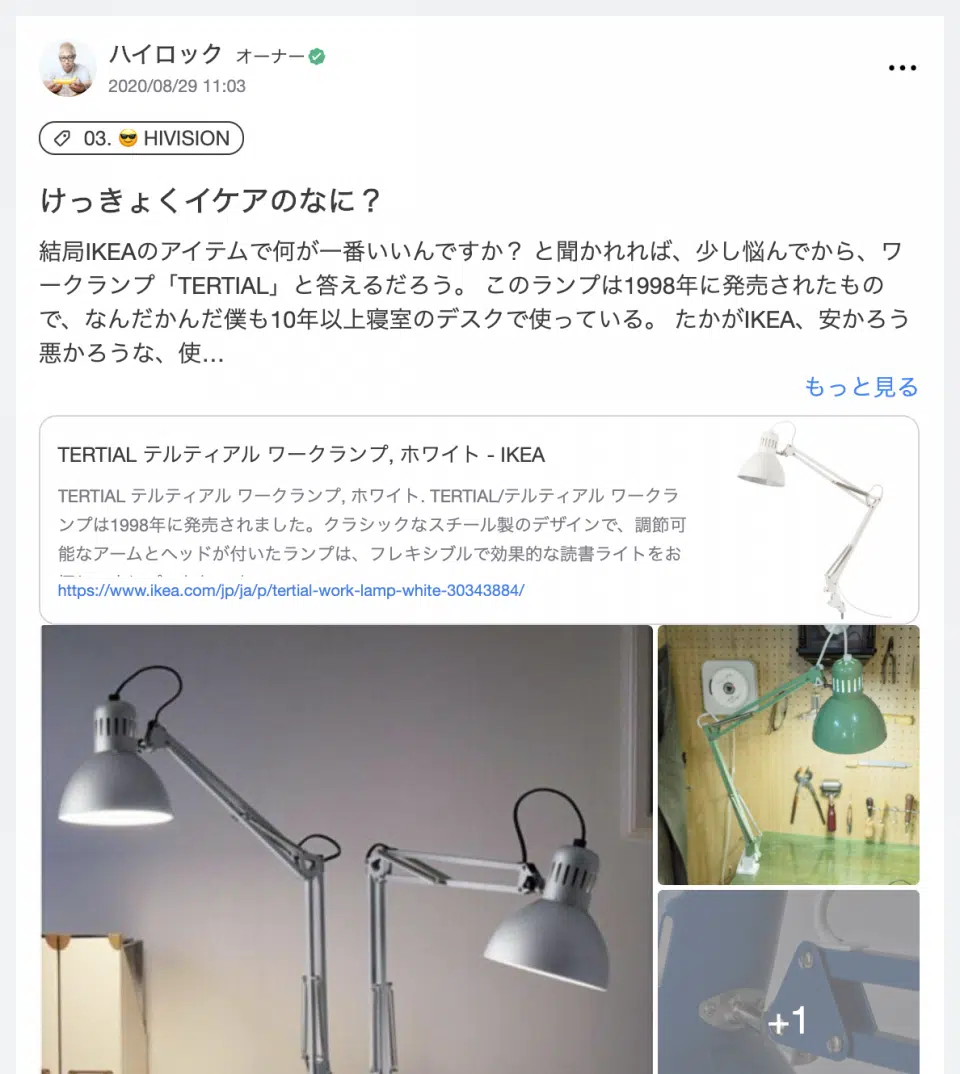 ハイロック オーナー
2020/08/29 11:03
03. 😎 HIVISION
けっきょくイケアのなに？
結局IKEAのアイテムで何が一番いいんですか？ と聞かれれば、少し悩んでから、ワ
ークランプ「TERTIAL」と答えるだろう。 このランプは1998年に発売されたもの
で、なんだかんだ僕も10年以上寝室のデスクで使っている。 たかがIKEA、安かろう
悪かろうな、使…
もっと見る
TERTIAL テルティアル ワークランプ, ホワイト - IKEA
TERTIAL テルティアル ワークランプ, ホワイト. TERTIAL/テルティアル ワークラ
ンプは1998年に発売されました。クラシックなスチール製のデザインで、調節可
能なアームとヘッドが付いたランプは、フレキシブルで効果的な読書ライトをお
https://www.ikea.com/jp/ja/p/tertial-work-lamp-white-30343884/
+1